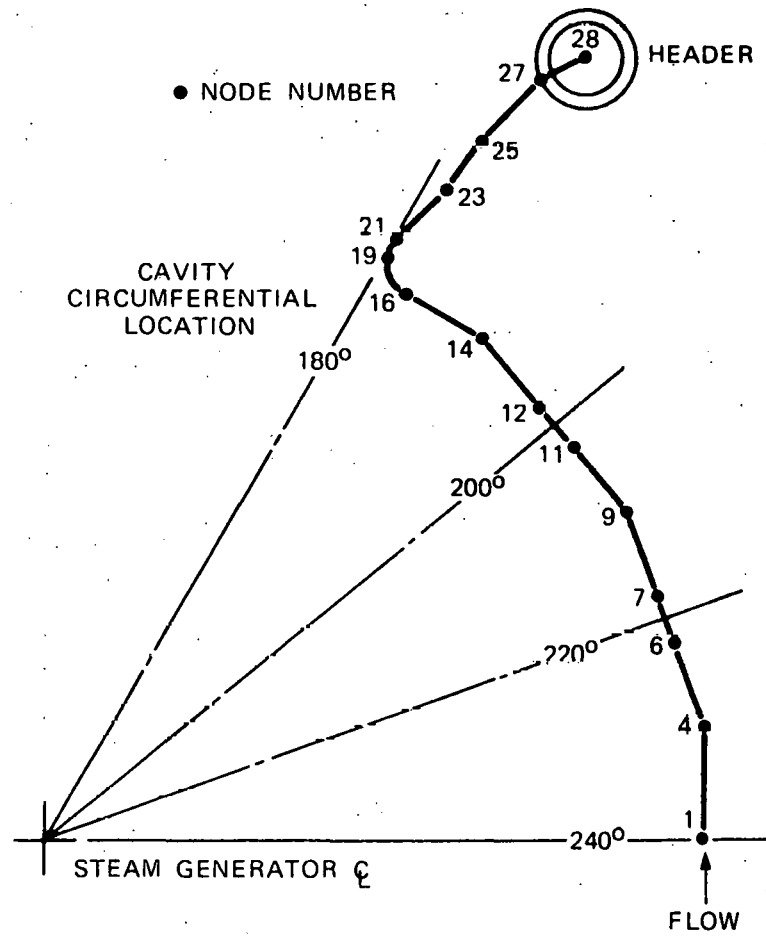 28
HEADER
27
● NODE NUMBER
25
23
21
19
CAVITY
CIRCUMFERENTIAL
LOCATION
16
14
180°
12
11
200°
9
7
6
220°
4
1
240°
STEAM GENERATOR ℄
FLOW